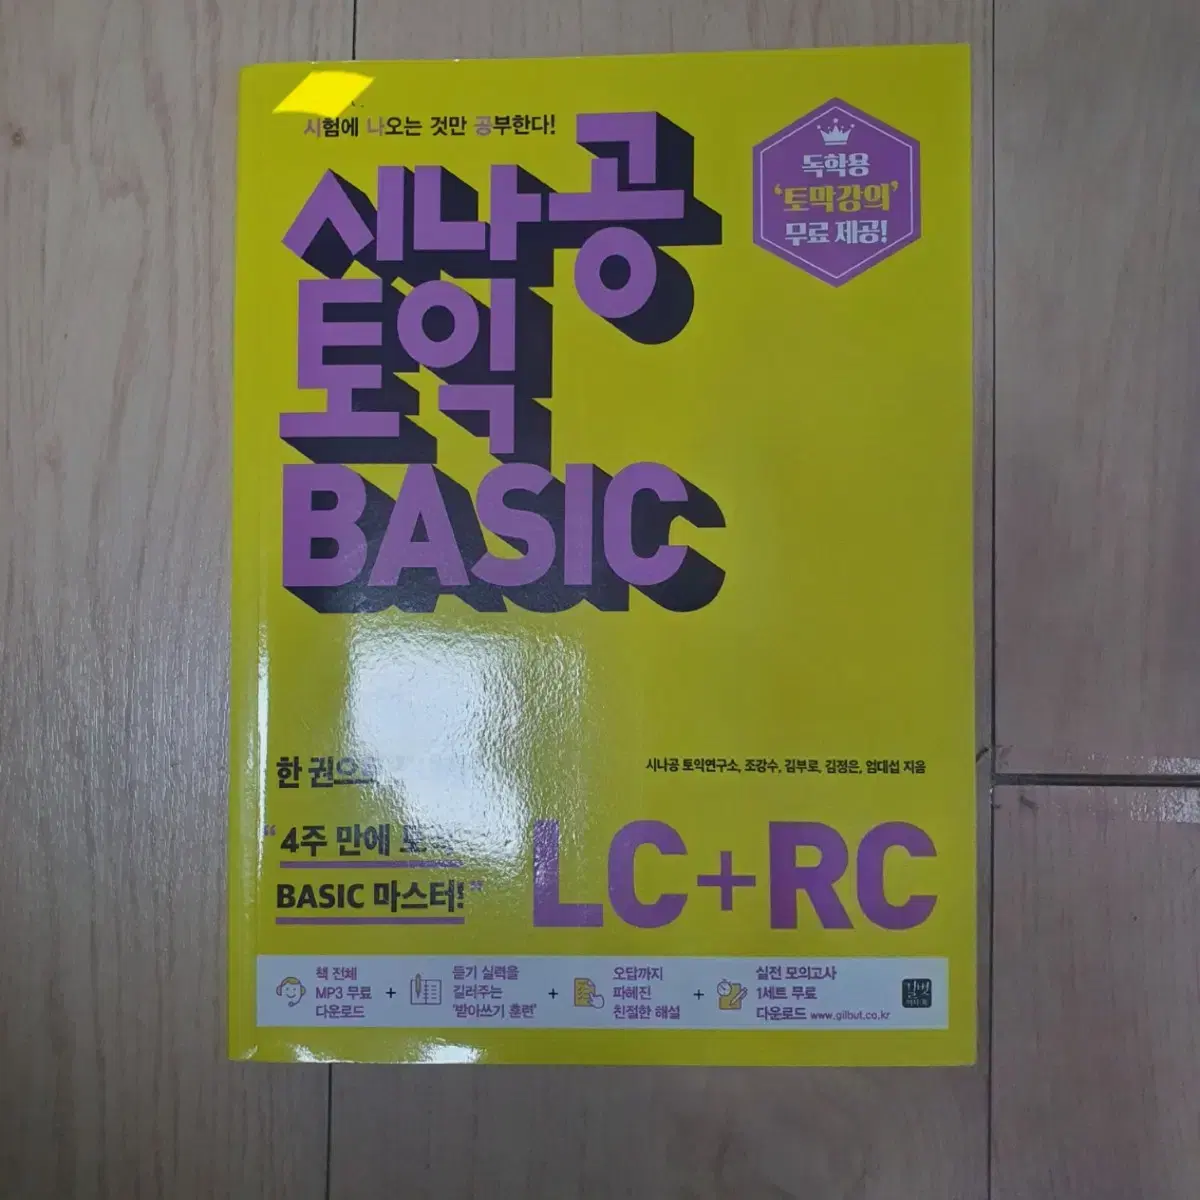 시험에 나오는 것만 공부한다!
시나공
토익
BASIC
독학용
'토막강의'
무료 제공!
한 권으로
시나공 토익연구소, 조강수, 김부로, 김정은, 엄대섭 지음
"4주 만에
BASIC 마스터!"
LC+RC
책 전체
MP3 무료
다운로드
+
듣기 실력을
길러주는
'받아쓰기 훈련'
+
오답까지
파헤진
친절한 해설
+
실전 모의고사
1세트 무료
다운로드 www.gilbut.co.kr
길벗